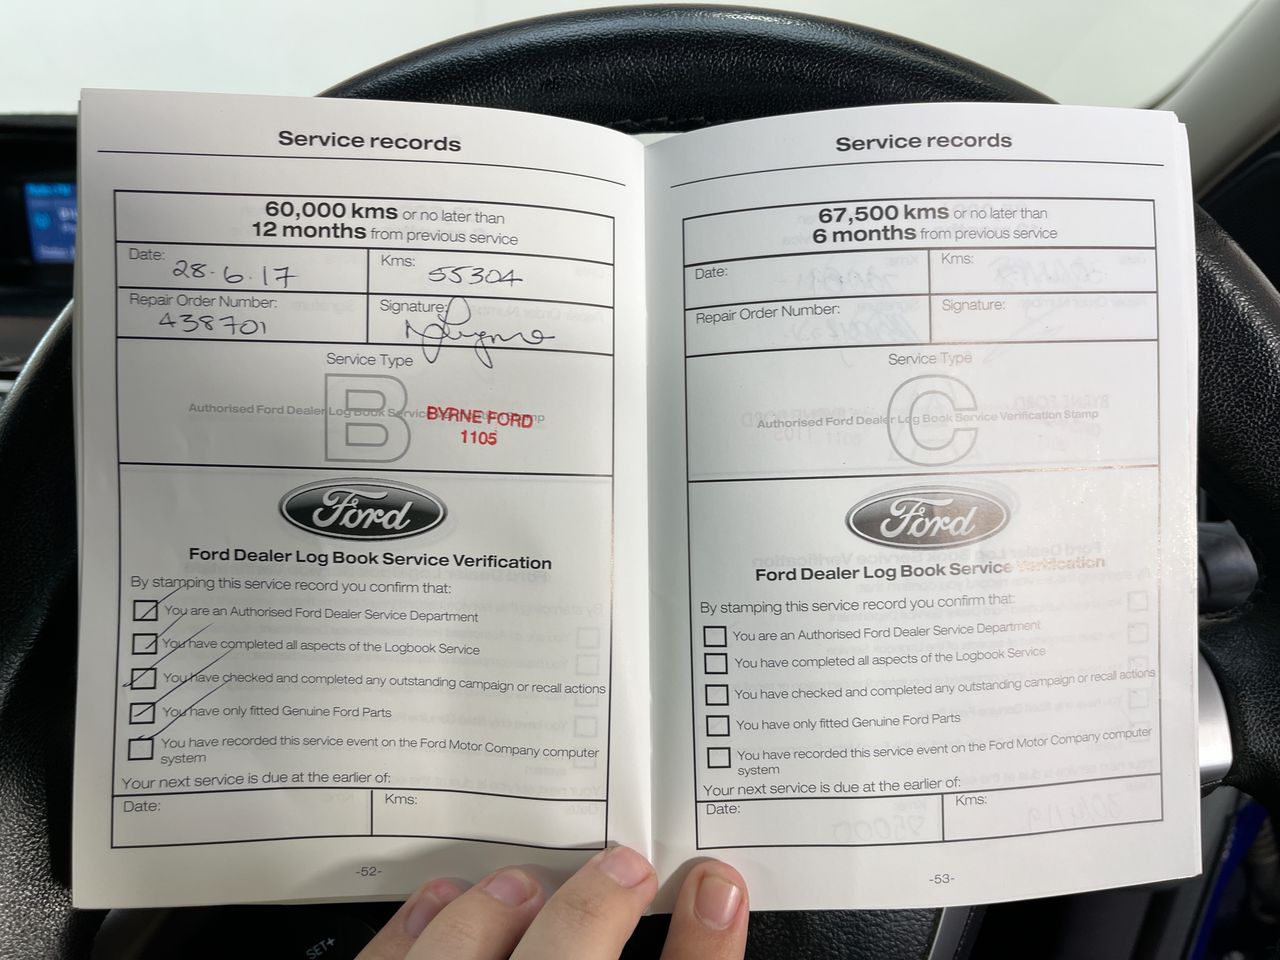 Service records
60,000 kms or no later than
12 months from previous service
Date: 28.6.17
Kms: 55304
Repair Order Number: 438701
Signature:
Service Type
B
Authorised Ford Dealer Log Book Service Verification Stamp
BYRNE FORD
1105
Ford
Ford Dealer Log Book Service Verification
By stamping this service record you confirm that:
You are an Authorised Ford Dealer Service Department
You have completed all aspects of the Logbook Service
You have checked and completed any outstanding campaign or recall actions
You have only fitted Genuine Ford Parts
You have recorded this service event on the Ford Motor Company computer
system
Your next service is due at the earlier of:
Date:
Kms:
-52-
Service records
67,500 kms or no later than
6 months from previous service
Date:
Kms:
Repair Order Number:
Signature:
Service Type
C
Authorised Ford Dealer Log Book Service Verification Stamp
Ford
Ford Dealer Log Book Service Verification
By stamping this service record you confirm that:
You are an Authorised Ford Dealer Service Department
You have completed all aspects of the Logbook Service
You have checked and completed any outstanding campaign or recall actions
You have only fitted Genuine Ford Parts
You have recorded this service event on the Ford Motor Company computer
system
Your next service is due at the earlier of:
Date:
Kms:
-53-
SET+